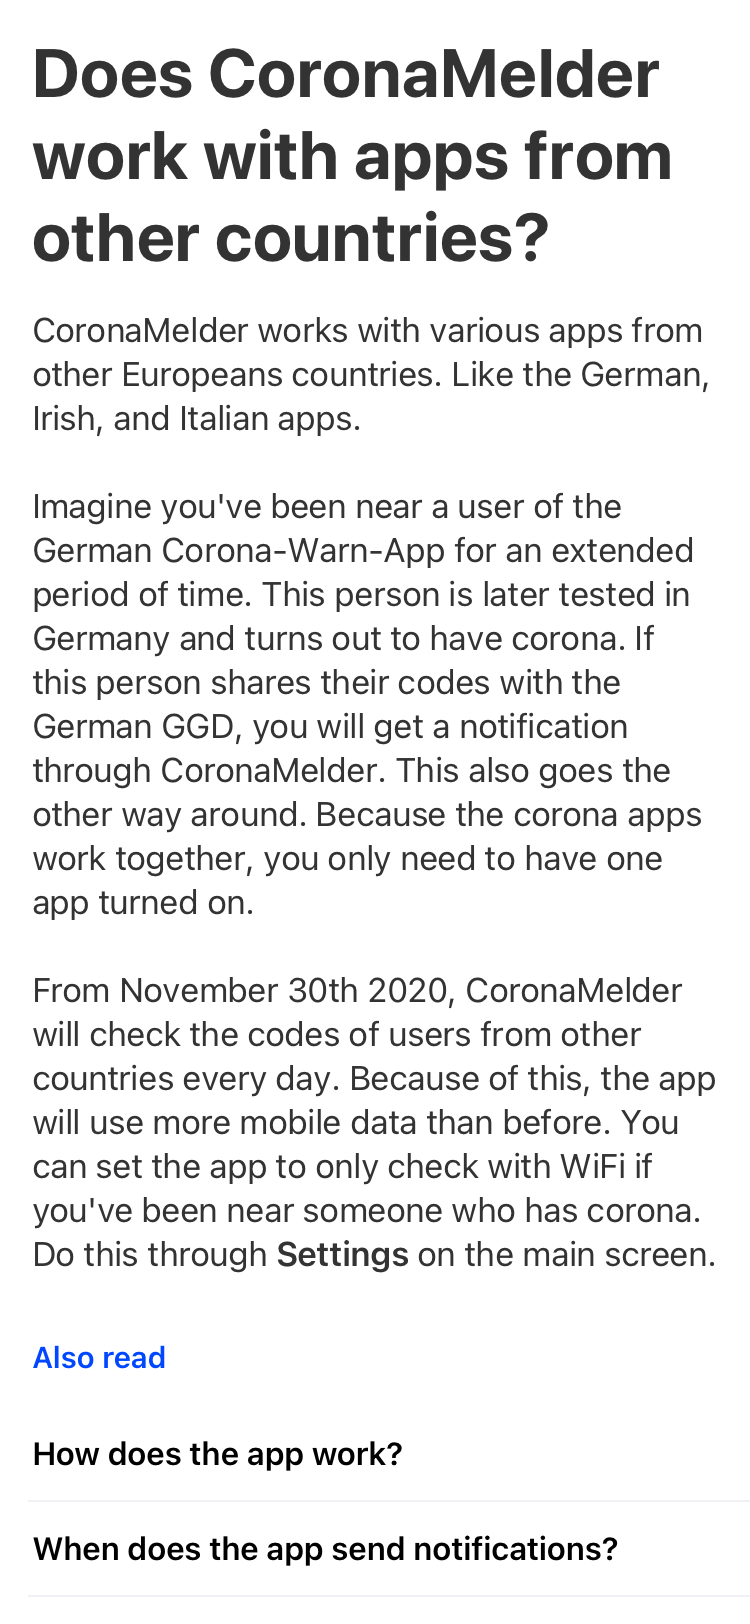 Does CoronaMelder
work with apps from
other countries?
CoronaMelder works with various apps from
other Europeans countries. Like the German,
Irish, and Italian apps.
Imagine you've been near a user of the
German Corona-Warn-App for an extended
period of time. This person is later tested in
Germany and turns out to have corona. If
this person shares their codes with the
German GGD, you will get a notification
through CoronaMelder. This also goes the
other way around. Because the corona apps
work together, you only need to have one
app turned on.
From November 30th 2020, CoronaMelder
will check the codes of users from other
countries every day. Because of this, the app
will use more mobile data than before. You
can set the app to only check with WiFi if
you've been near someone who has corona.
Do this through Settings on the main screen.
Also read
How does the app work?
When does the app send notifications?